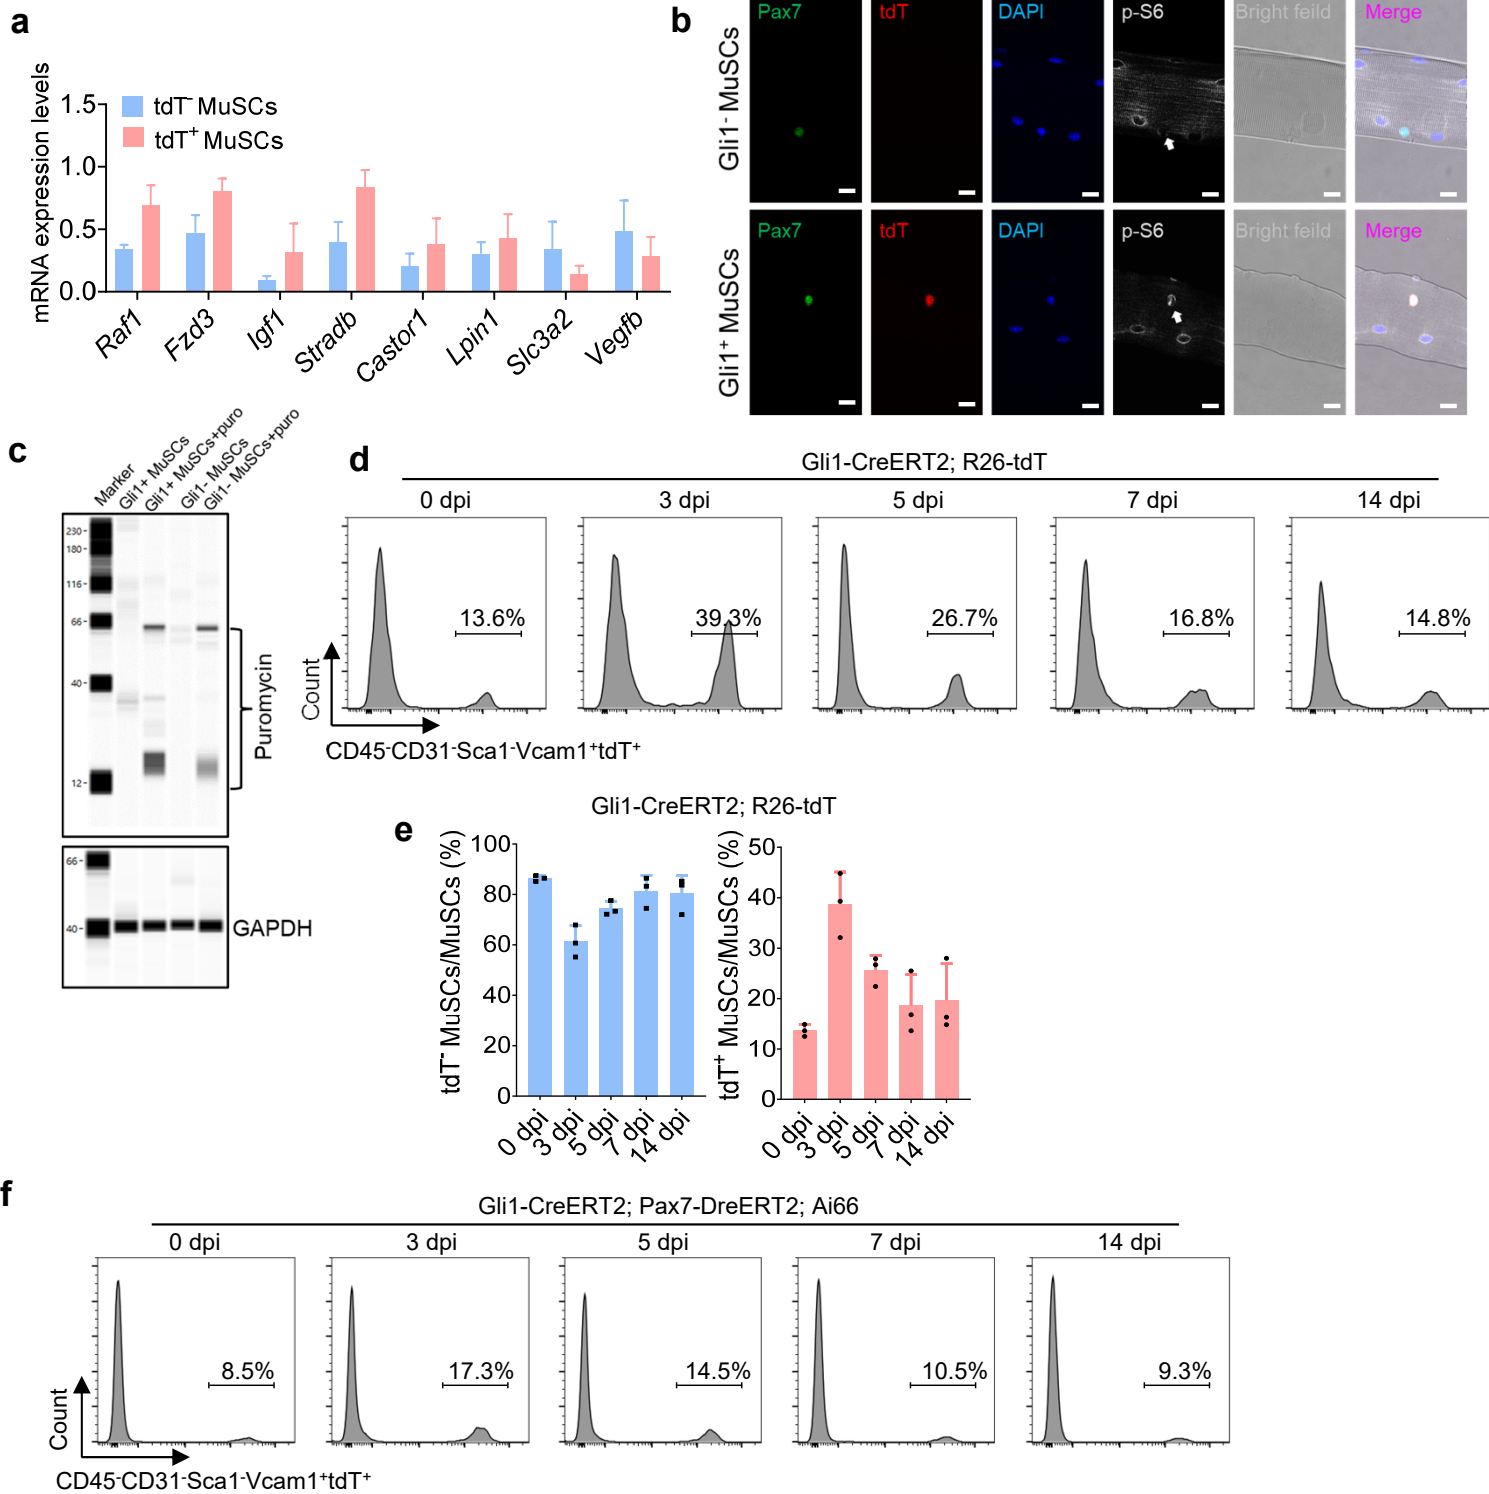 a
mRNA expression levels
1.5
1.0
0.5
0.0
tdT- MuSCs
tdT+ MuSCs
Raf1
Fzd3
Igf1
Stradb
Castor1
Lpin1
Slc3a2
Vegfb
b
Gli1- MuSCs
Pax7
tdT
DAPI
p-S6
Bright feild
Merge
Gli1+ MuSCs
Pax7
tdT
DAPI
p-S6
Bright feild
Merge
c
Marker
Gli1+ MuSCs
Gli1+ MuSCs+puro
Gli1- MuSCs
Gli1- MuSCs+puro
230
180
116
66
40
12
Puromycin
66
40
GAPDH
d
Gli1-CreERT2; R26-tdT
0 dpi
3 dpi
5 dpi
7 dpi
14 dpi
13.6%
39.3%
26.7%
16.8%
14.8%
Count
CD45-CD31-Sca1-Vcam1+tdT+
e
Gli1-CreERT2; R26-tdT
tdT- MuSCs/MuSCs (%)
100
80
60
40
20
0
0 dpi
3 dpi
5 dpi
7 dpi
14 dpi
tdT+ MuSCs/MuSCs (%)
50
40
30
20
10
0
0 dpi
3 dpi
5 dpi
7 dpi
14 dpi
f
Gli1-CreERT2; Pax7-DreERT2; Ai66
0 dpi
3 dpi
5 dpi
7 dpi
14 dpi
8.5%
17.3%
14.5%
10.5%
9.3%
Count
CD45-CD31-Sca1-Vcam1+tdT+